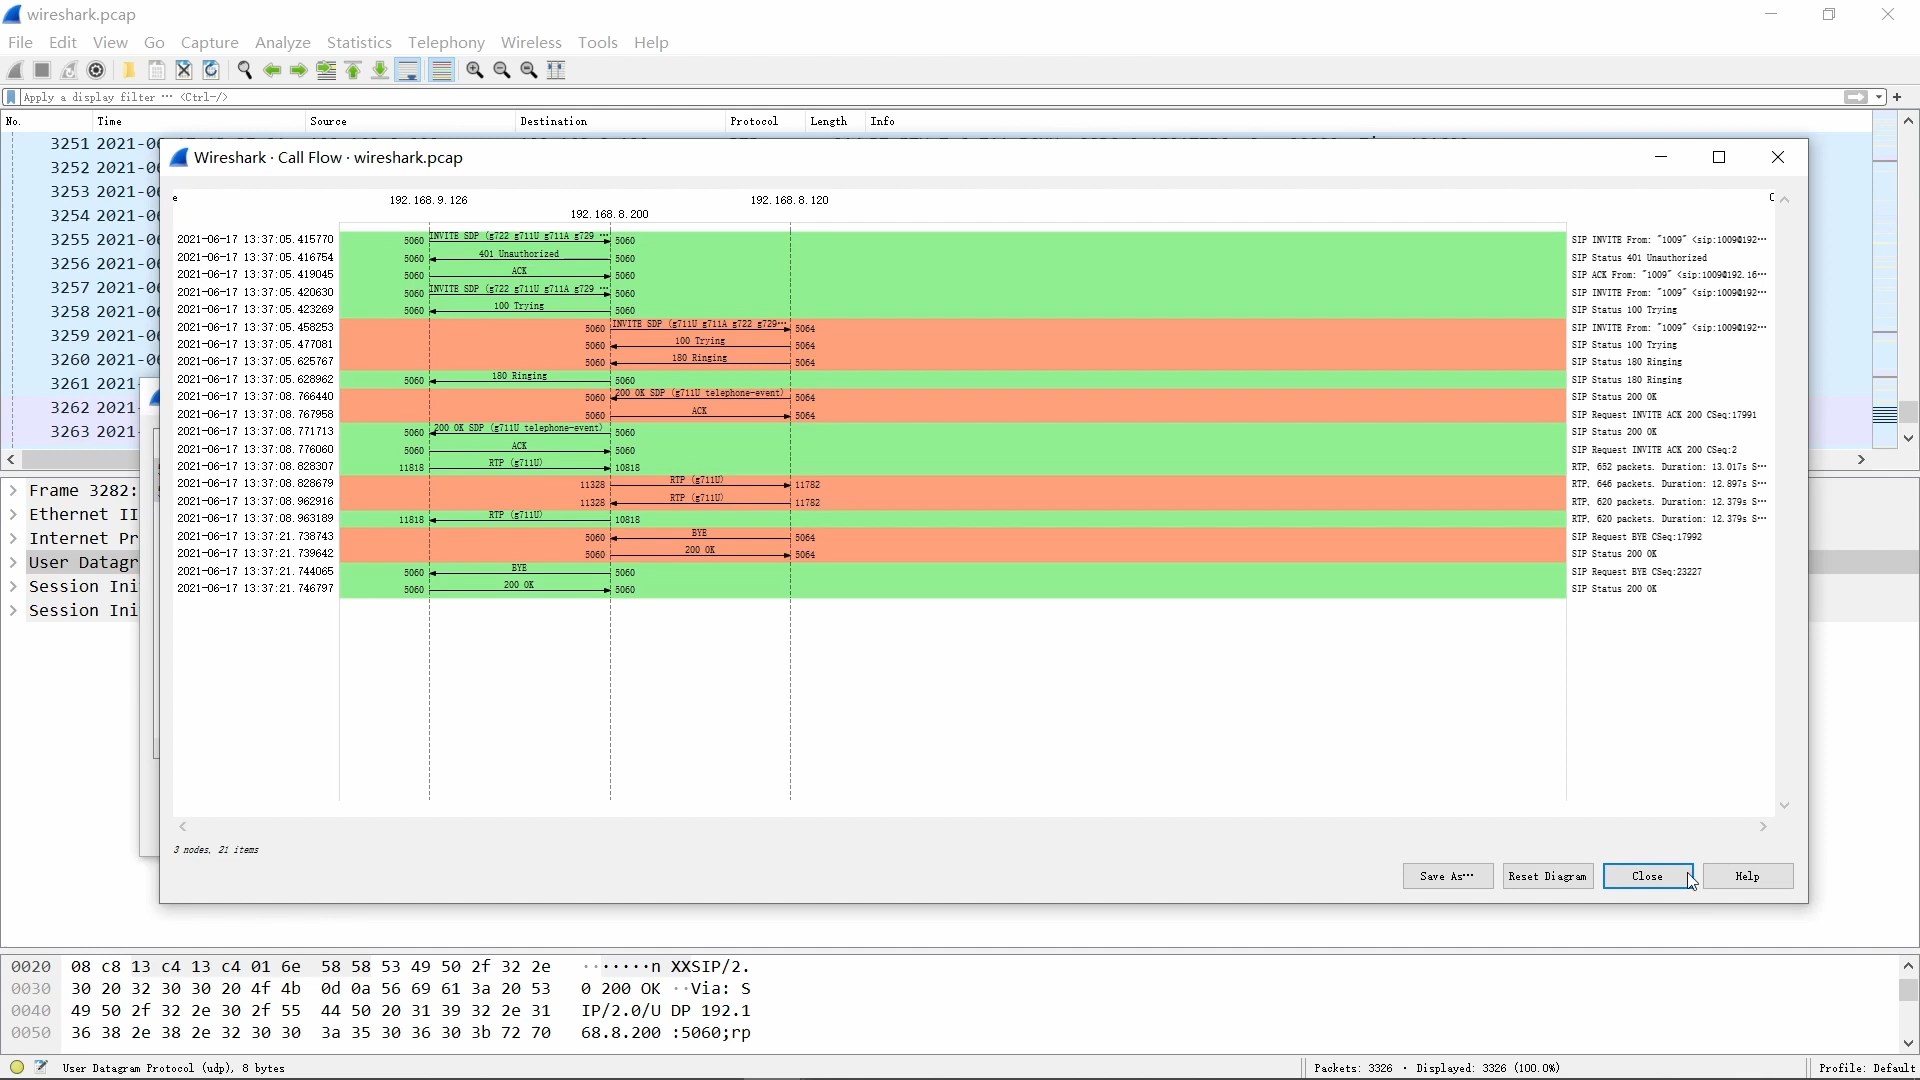 wireshark.pcap
File Edit View Go Capture Analyze Statistics Telephony Wireless Tools Help
Apply a display filter … <Ctrl-/>
No. Time Source Destination Protocol Length Info
3251 2021-06
3252 2021-06
3253 2021-06
3254 2021-06
3255 2021-06
3256 2021-06
3257 2021-06
3258 2021-06
3259 2021-06
3260 2021-06
3261 2021-
3262 2021-
3263 2021-
Wireshark · Call Flow · wireshark.pcap
192.168.9.126 192.168.8.120
192.168.8.200
2021-06-17 13:37:05.415770 5060 INVITE SDP (g722 g711U g711A g729 … 5060 SIP INVITE From: "1009" <sip:1009@192…
2021-06-17 13:37:05.416754 5060 401 Unauthorized 5060 SIP Status 401 Unauthorized
2021-06-17 13:37:05.419045 5060 ACK 5060 SIP ACK From: "1009" <sip:1009@192.16…
2021-06-17 13:37:05.420630 5060 INVITE SDP (g722 g711U g711A g729 … 5060 SIP INVITE From: "1009" <sip:1009@192…
2021-06-17 13:37:05.423269 5060 100 Trying 5060 SIP Status 100 Trying
2021-06-17 13:37:05.458253 5060 INVITE SDP (g711U g711A g722 g729… 5064 SIP INVITE From: "1009" <sip:1009@192…
2021-06-17 13:37:05.477081 5060 100 Trying 5064 SIP Status 100 Trying
2021-06-17 13:37:05.625767 5060 180 Ringing 5064 SIP Status 180 Ringing
2021-06-17 13:37:05.628962 5060 180 Ringing 5060 SIP Status 180 Ringing
2021-06-17 13:37:08.766440 5060 200 OK SDP (g711U telephone-event) 5064 SIP Status 200 OK
2021-06-17 13:37:08.767958 5060 ACK 5064 SIP Request INVITE ACK 200 CSeq:17991
2021-06-17 13:37:08.771713 5060 200 OK SDP (g711U telephone-event) 5060 SIP Status 200 OK
2021-06-17 13:37:08.776060 5060 ACK 5060 SIP Request INVITE ACK 200 CSeq:2
2021-06-17 13:37:08.828307 11818 RTP (g711U) 10818 RTP, 652 packets. Duration: 13.017s S…
2021-06-17 13:37:08.828679 11328 RTP (g711U) 11782 RTP, 646 packets. Duration: 12.897s S…
2021-06-17 13:37:08.962916 11328 RTP (g711U) 11782 RTP, 620 packets. Duration: 12.379s S…
2021-06-17 13:37:08.963189 11818 RTP (g711U) 10818 RTP, 620 packets. Duration: 12.379s S…
2021-06-17 13:37:21.738743 5060 BYE 5064 SIP Request BYE CSeq:17992
2021-06-17 13:37:21.739642 5060 200 OK 5064 SIP Status 200 OK
2021-06-17 13:37:21.744065 5060 BYE 5060 SIP Request BYE CSeq:23227
2021-06-17 13:37:21.746797 5060 200 OK 5060 SIP Status 200 OK
3 nodes, 21 items
Save As… Reset Diagram Close Help
Frame 3282:
Ethernet II
Internet Pr
User Datagr
Session Ini
Session Ini
0020 08 c8 13 c4 13 c4 01 6e 58 58 53 49 50 2f 32 2e ·······n XXSIP/2.
0030 30 20 32 30 30 20 4f 4b 0d 0a 56 69 61 3a 20 53 0 200 OK ··Via: S
0040 49 50 2f 32 2e 30 2f 55 44 50 20 31 39 32 2e 31 IP/2.0/U DP 192.1
0050 36 38 2e 38 2e 32 30 30 3a 35 30 36 30 3b 72 70 68.8.200 :5060;rp
User Datagram Protocol (udp), 8 bytes
Packets: 3326 · Displayed: 3326 (100.0%)
Profile: Default